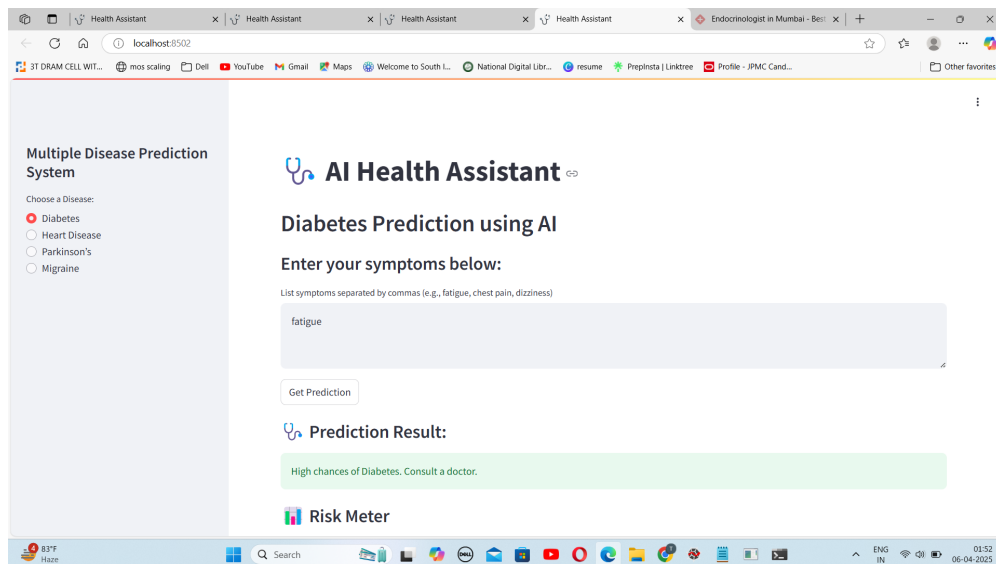 Health Assistant
Health Assistant
Health Assistant
Health Assistant
Endocrinologist in Mumbai - Best
localhost:8502
3T DRAM CELL WIT...
mos scaling
Dell
YouTube
Gmail
Maps
Welcome to South I...
National Digital Libr...
resume
PrepInsta | Linktree
Profile - JPMC Cand...
Other favorites
Multiple Disease Prediction
System
Choose a Disease:
Diabetes
Heart Disease
Parkinson's
Migraine
AI Health Assistant
Diabetes Prediction using AI
Enter your symptoms below:
List symptoms separated by commas (e.g., fatigue, chest pain, dizziness)
fatigue
Get Prediction
Prediction Result:
High chances of Diabetes. Consult a doctor.
Risk Meter
4
83°F
Haze
Search
DELL
ENG
IN
01:52
06-04-2025